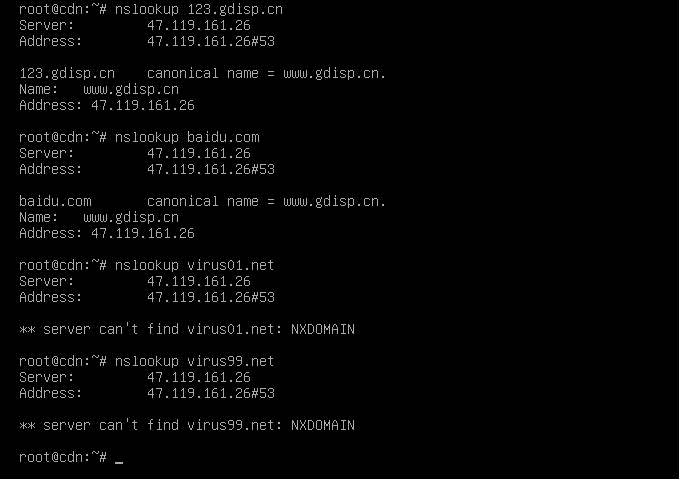 root@cdn:~# nslookup 123.gdisp.cn
Server:         47.119.161.26
Address:        47.119.161.26#53
123.gdisp.cn    canonical name = www.gdisp.cn.
Name:   www.gdisp.cn
Address: 47.119.161.26
root@cdn:~# nslookup baidu.com
Server:         47.119.161.26
Address:        47.119.161.26#53
baidu.com       canonical name = www.gdisp.cn.
Name:   www.gdisp.cn
Address: 47.119.161.26
root@cdn:~# nslookup virus01.net
Server:         47.119.161.26
Address:        47.119.161.26#53
** server can't find virus01.net: NXDOMAIN
root@cdn:~# nslookup virus99.net
Server:         47.119.161.26
Address:        47.119.161.26#53
** server can't find virus99.net: NXDOMAIN
root@cdn:~# _